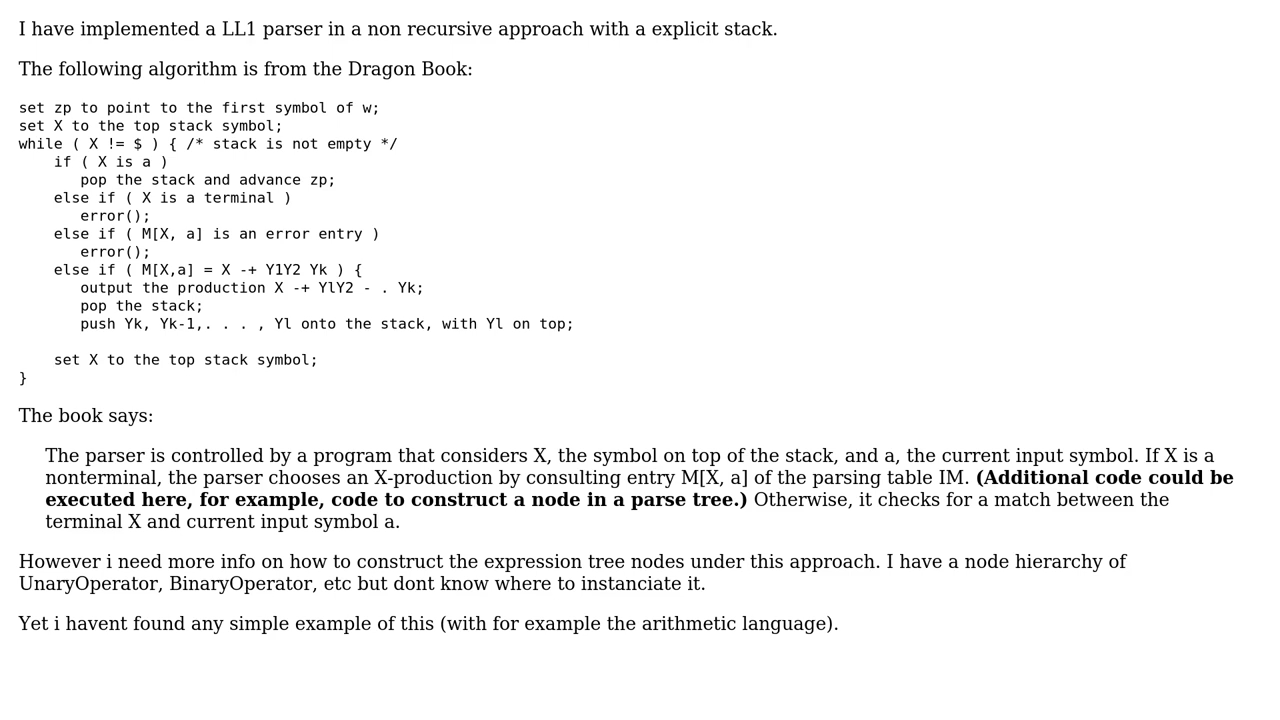 I have implemented a LL1 parser in a non recursive approach with a explicit stack.
The following algorithm is from the Dragon Book:
set zp to point to the first symbol of w;
set X to the top stack symbol;
while ( X != $ ) { /* stack is not empty */
    if ( X is a )
       pop the stack and advance zp;
    else if ( X is a terminal )
       error();
    else if ( M[X, a] is an error entry )
       error();
    else if ( M[X,a] = X -+ Y1Y2 Yk ) {
       output the production X -+ YlY2 - . Yk;
       pop the stack;
       push Yk, Yk-1,. . . , Yl onto the stack, with Yl on top;
    set X to the top stack symbol;
}
The book says:
The parser is controlled by a program that considers X, the symbol on top of the stack, and a, the current input symbol. If X is a
nonterminal, the parser chooses an X-production by consulting entry M[X, a] of the parsing table IM. (Additional code could be
executed here, for example, code to construct a node in a parse tree.) Otherwise, it checks for a match between the
terminal X and current input symbol a.
However i need more info on how to construct the expression tree nodes under this approach. I have a node hierarchy of
UnaryOperator, BinaryOperator, etc but dont know where to instanciate it.
Yet i havent found any simple example of this (with for example the arithmetic language).